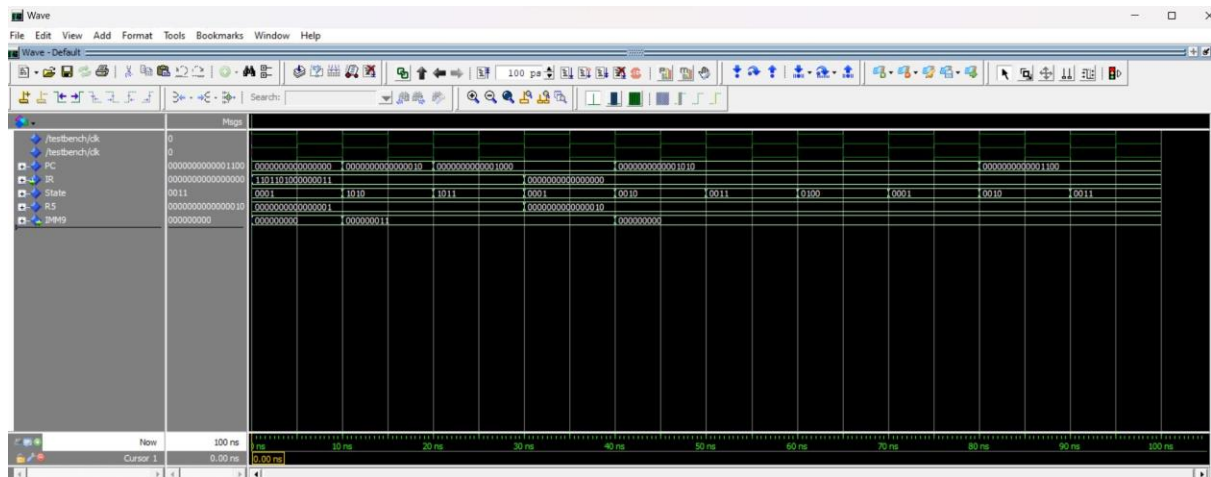 Wave
File Edit View Add Format Tools Bookmarks Window Help
Wave - Default
100 ps
Search:
Msgs
/testbench/clk 0
/testbench/clk 0
PC 0000000000001100 0000000000000000 0000000000000010 0000000000001000 0000000000001010 0000000000001100
IR 0000000000000000 1101101000000011 0000000000000000
State 0011 0001 1010 1011 0001 0010 0011 0100 0001 0010 0011
R5 0000000000000010 0000000000000001 0000000000000010
IMM9 000000000 000000000 000000011 000000000
Now 100 ns ns 10 ns 20 ns 30 ns 40 ns 50 ns 60 ns 70 ns 80 ns 90 ns 100 ns
Cursor 1 0.00 ns 0.00 ns